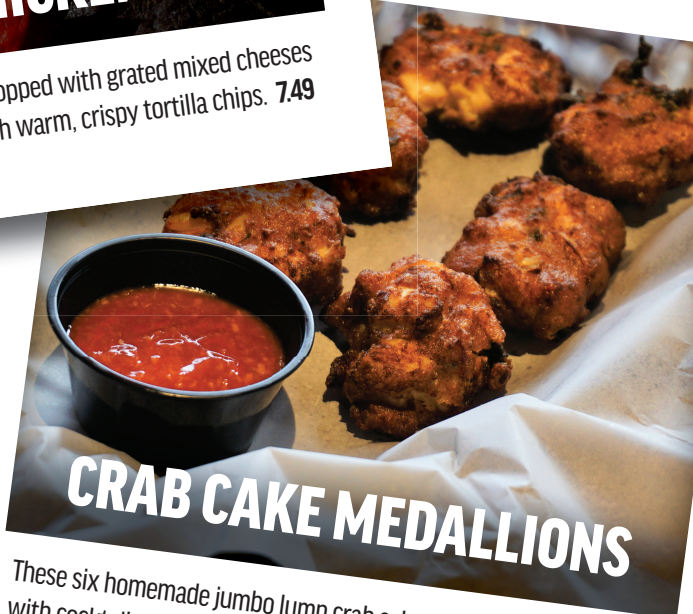 opped with grated mixed cheeses
warm, crispy tortilla chips. 7.49
CRAB CAKE MEDALLIONS
These six homemade jumbo lump crab
with